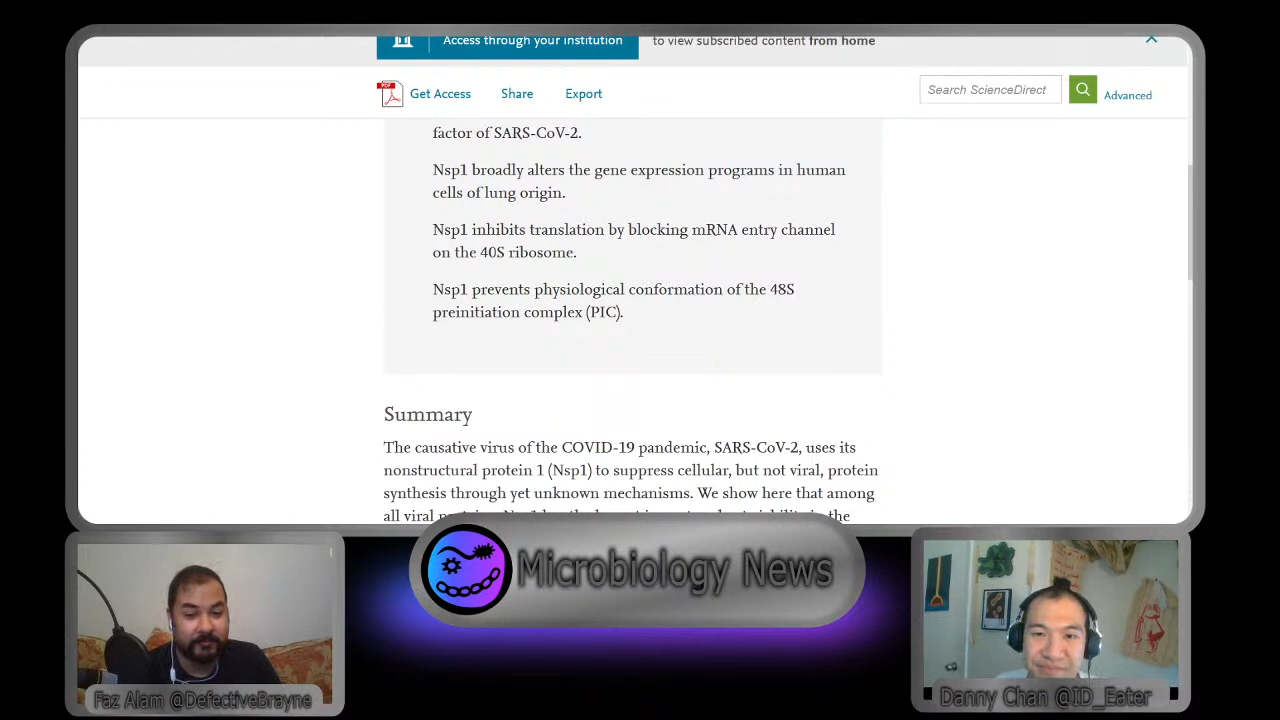 Access through your institution
to view subscribed content from home
Get Access
Share
Export
Search ScienceDirect
Advanced
factor of SARS-CoV-2.
Nsp1 broadly alters the gene expression programs in human
cells of lung origin.
Nsp1 inhibits translation by blocking mRNA entry channel
on the 40S ribosome.
Nsp1 prevents physiological conformation of the 48S
preinitiation complex (PIC).
Summary
The causative virus of the COVID-19 pandemic, SARS-CoV-2, uses its
nonstructural protein 1 (Nsp1) to suppress cellular, but not viral, protein
synthesis through yet unknown mechanisms. We show here that among
all viral
Microbiology News
Faz Alam @DefectiveBrayne
Danny Chan @ID_Eater